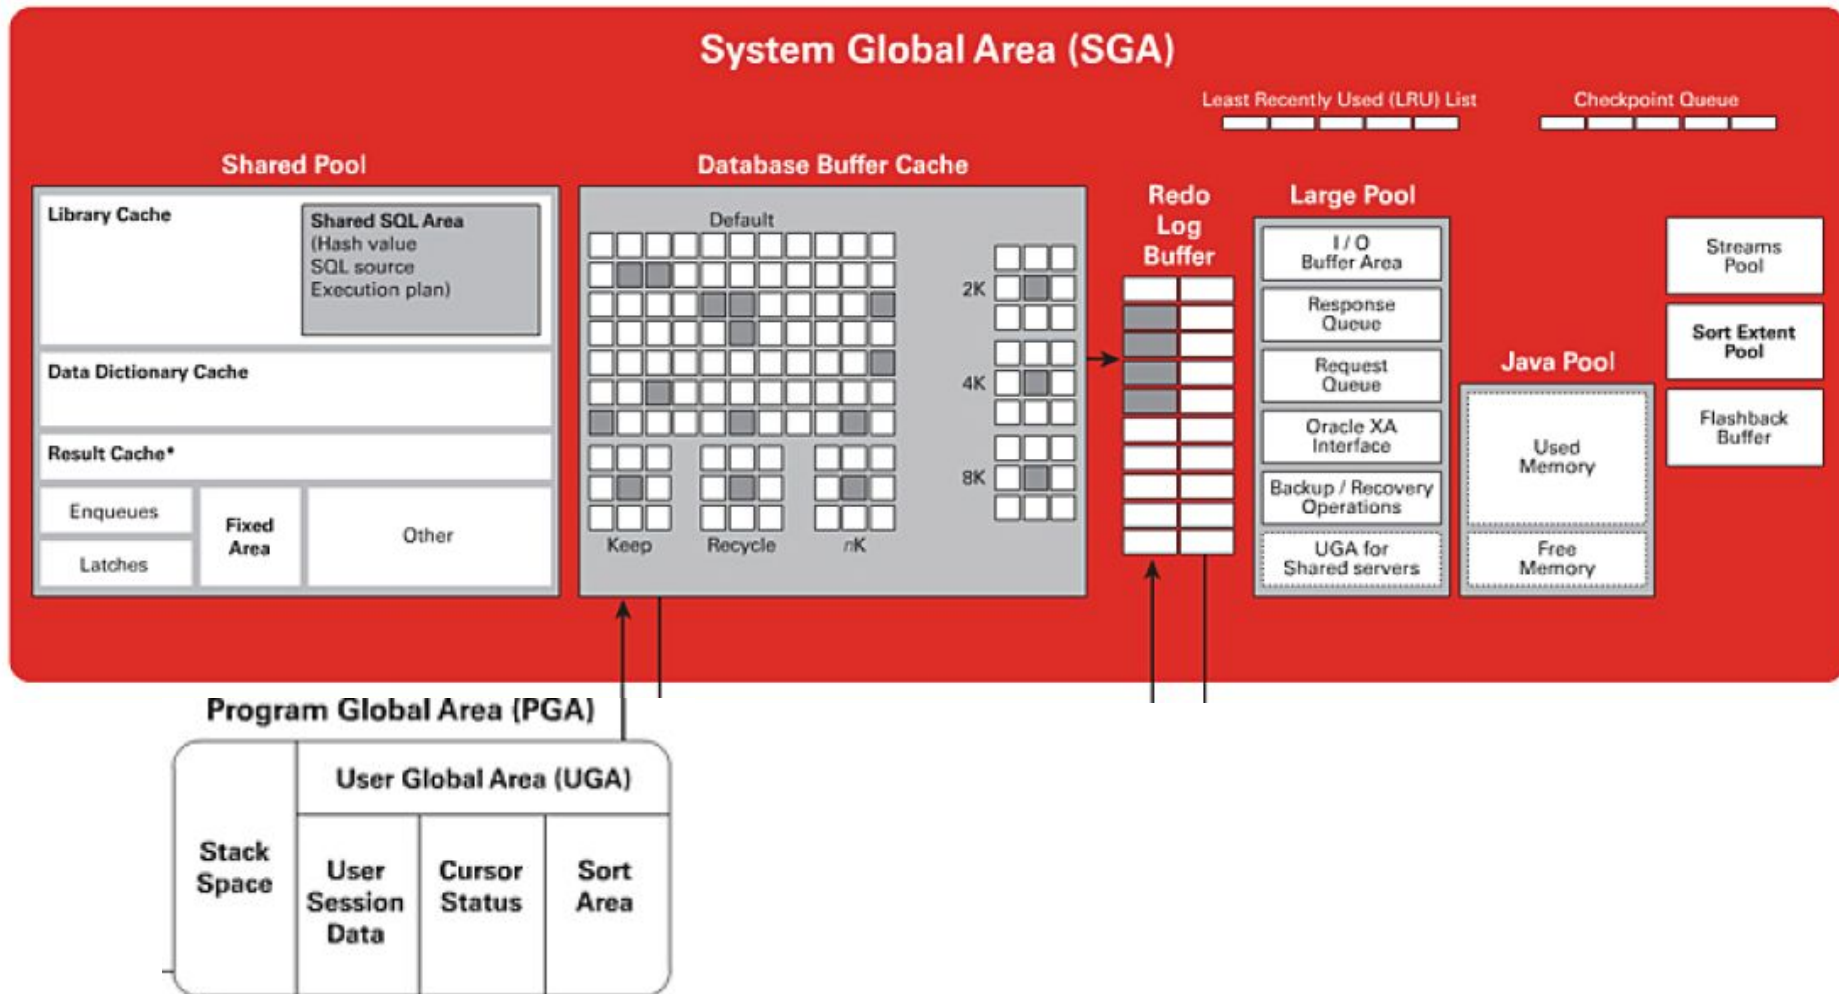 System Global Area (SGA)
Least Recently Used (LRU) List
Checkpoint Queue
Shared Pool
Library Cache
Shared SQL Area
(Hash value
SQL source
Execution plan)
Data Dictionary Cache
Result Cache*
Enqueues
Latches
Fixed
Area
Other
Database Buffer Cache
Default
2K
4K
8K
Keep
Recycle
nK
Redo
Log
Buffer
Large Pool
I / O
Buffer Area
Response
Queue
Request
Queue
Oracle XA
Interface
Backup / Recovery
Operations
UGA for
Shared servers
Java Pool
Used
Memory
Free
Memory
Streams
Pool
Sort Extent
Pool
Flashback
Buffer
Program Global Area (PGA)
Stack
Space
User Global Area (UGA)
User
Session
Data
Cursor
Status
Sort
Area